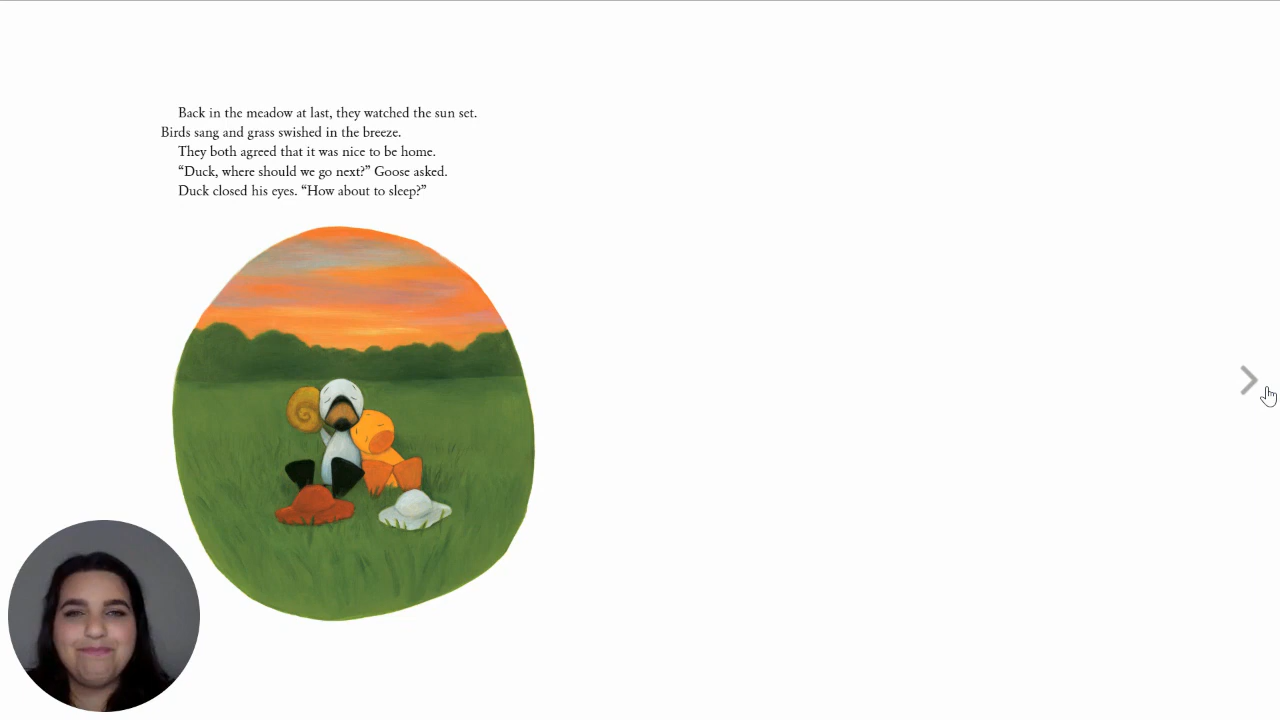 Back in the meadow at last, they watched the sun set.
Birds sang and grass swished in the breeze.
They both agreed that it was nice to be home.
“Duck, where should we go next?” Goose asked.
Duck closed his eyes. “How about to sleep?”